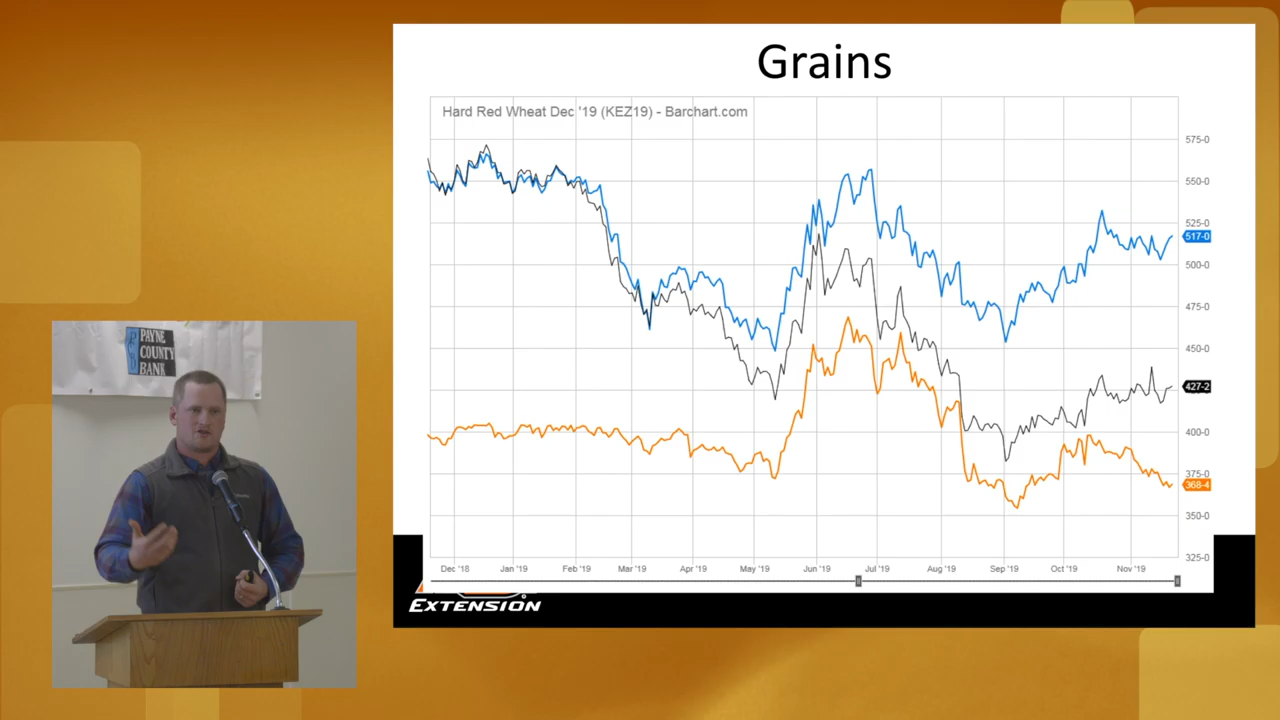 Grains
Hard Red Wheat Dec '19 (KEZ19) - Barchart.com
575-0
550-0
525-0
517-0
500-0
475-0
450-0
427-2
400-0
375-0
368-4
350-0
325-0
Dec '18 Jan '19 Feb '19 Mar '19 Apr '19 May '19 Jun '19 Jul '19 Aug '19 Sep '19 Oct '19 Nov '19
EXTENSION
PAYNE
COUNTY
BANK